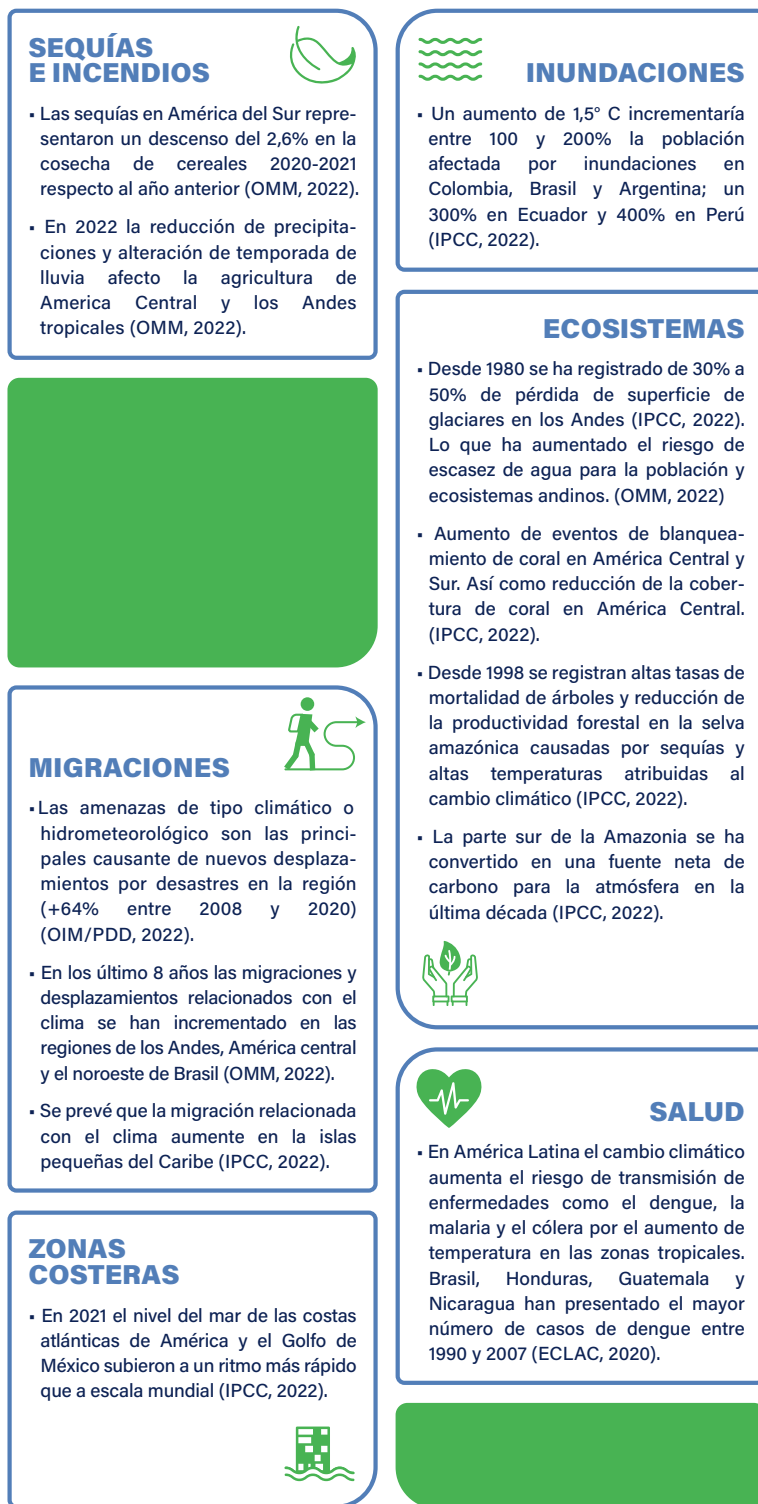 SEQUÍAS
E INCENDIOS
▪ Las sequías en América del Sur repre-
sentaron un descenso del 2,6% en la
cosecha de cereales 2020-2021
respecto al año anterior (OMM, 2022).
▪ En 2022 la reducción de precipita-
ciones y alteración de temporada de
lluvia afecto la agricultura de
America Central y los Andes
tropicales (OMM, 2022).
MIGRACIONES
▪ Las amenazas de tipo climático o
hidrometeorológico son las princi-
pales causante de nuevos desplaza-
mientos por desastres en la región
(+64% entre 2008 y 2020)
(OIM/PDD, 2022).
▪ En los último 8 años las migraciones y
desplazamientos relacionados con el
clima se han incrementado en las
regiones de los Andes, América central
y el noroeste de Brasil (OMM, 2022).
▪ Se prevé que la migración relacionada
con el clima aumente en la islas
pequeñas del Caribe (IPCC, 2022).
ZONAS
COSTERAS
▪ En 2021 el nivel del mar de las costas
atlánticas de América y el Golfo de
México subieron a un ritmo más rápido
que a escala mundial (IPCC, 2022).
INUNDACIONES
▪ Un aumento de 1,5° C incrementaría
entre 100 y 200% la población
afectada por inundaciones en
Colombia, Brasil y Argentina; un
300% en Ecuador y 400% en Perú
(IPCC, 2022).
ECOSISTEMAS
▪ Desde 1980 se ha registrado de 30% a
50% de pérdida de superficie de
glaciares en los Andes (IPCC, 2022).
Lo que ha aumentado el riesgo de
escasez de agua para la población y
ecosistemas andinos. (OMM, 2022)
▪ Aumento de eventos de blanquea-
miento de coral en América Central y
Sur. Así como reducción de la cober-
tura de coral en América Central.
(IPCC, 2022).
▪ Desde 1998 se registran altas tasas de
mortalidad de árboles y reducción de
la productividad forestal en la selva
amazónica causadas por sequías y
altas temperaturas atribuidas al
cambio climático (IPCC, 2022).
▪ La parte sur de la Amazonia se ha
convertido en una fuente neta de
carbono para la atmósfera en la
última década (IPCC, 2022).
SALUD
▪ En América Latina el cambio climático
aumenta el riesgo de transmisión de
enfermedades como el dengue, la
malaria y el cólera por el aumento de
temperatura en las zonas tropicales.
Brasil, Honduras, Guatemala y
Nicaragua han presentado el mayor
número de casos de dengue entre
1990 y 2007 (ECLAC, 2020).